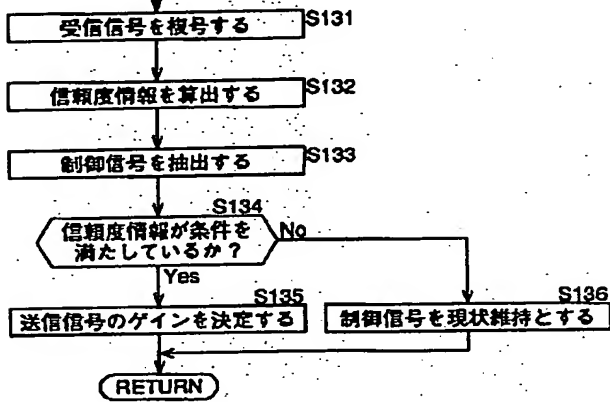 受信信号を復号する S131
信頼度情報を算出する S132
制御信号を抽出する S133
S134
信頼度情報が条件を
満たしているか？
No
Yes
S135
送信信号のゲインを決定する
S136
制御信号を現状維持とする
RETURN